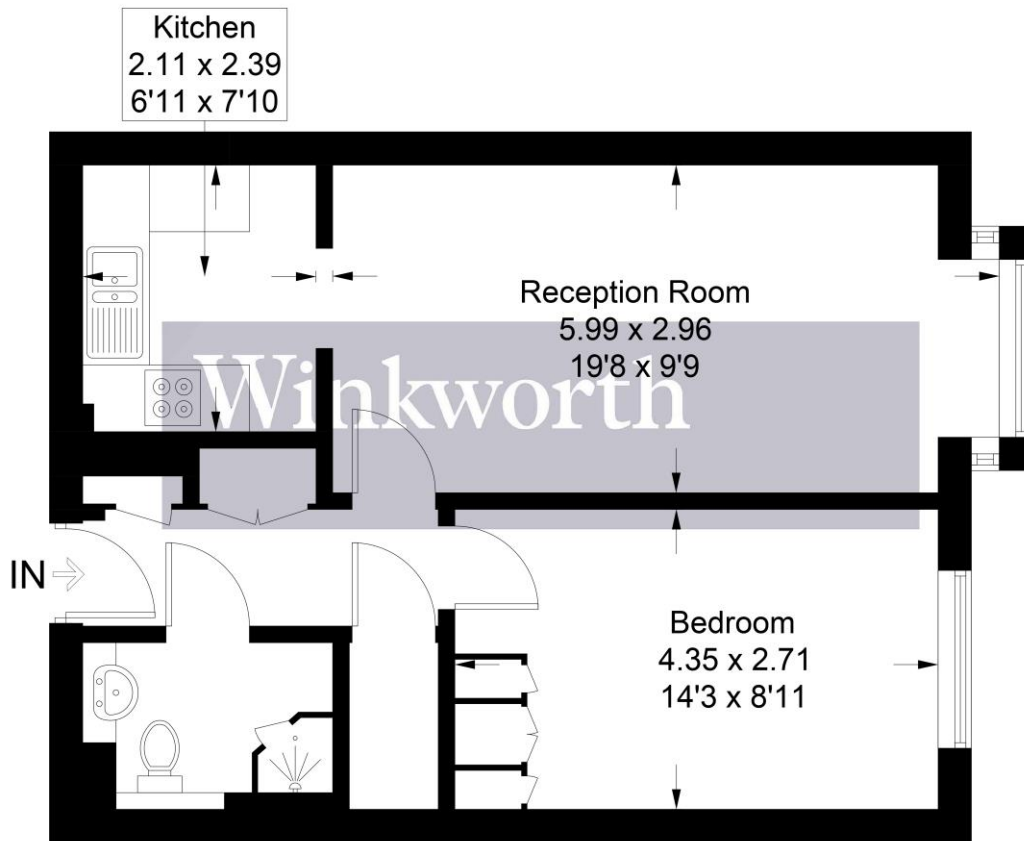 Kitchen
2.11 x 2.39
6'11 x 7'10
Reception Room
5.99 x 2.96
19'8 x 9'9
Winkworth
IN
Bedroom
4.35 x 2.71
14'3 x 8'11